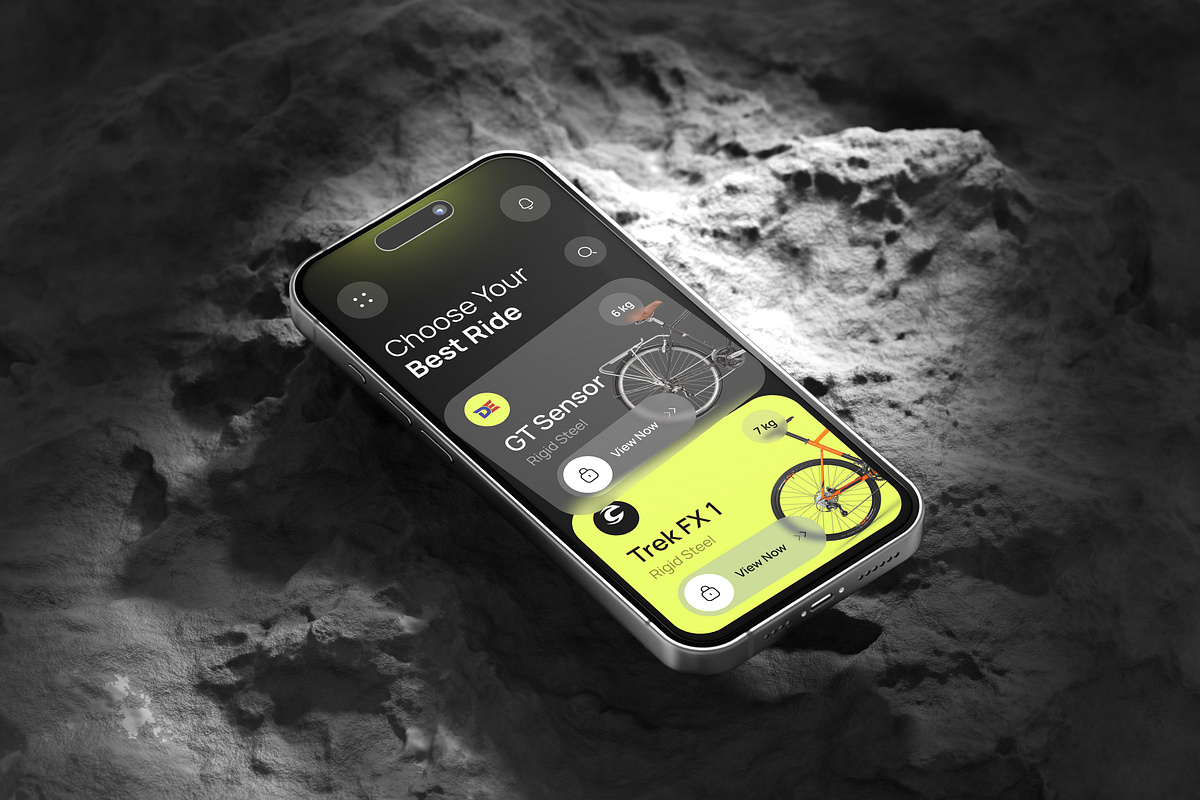 Choose Your
Best Ride
6 kg
DE
GT Sensor
Rigid Steel
View Now
7 kg
Trek FX 1
Rigid Steel
View Now